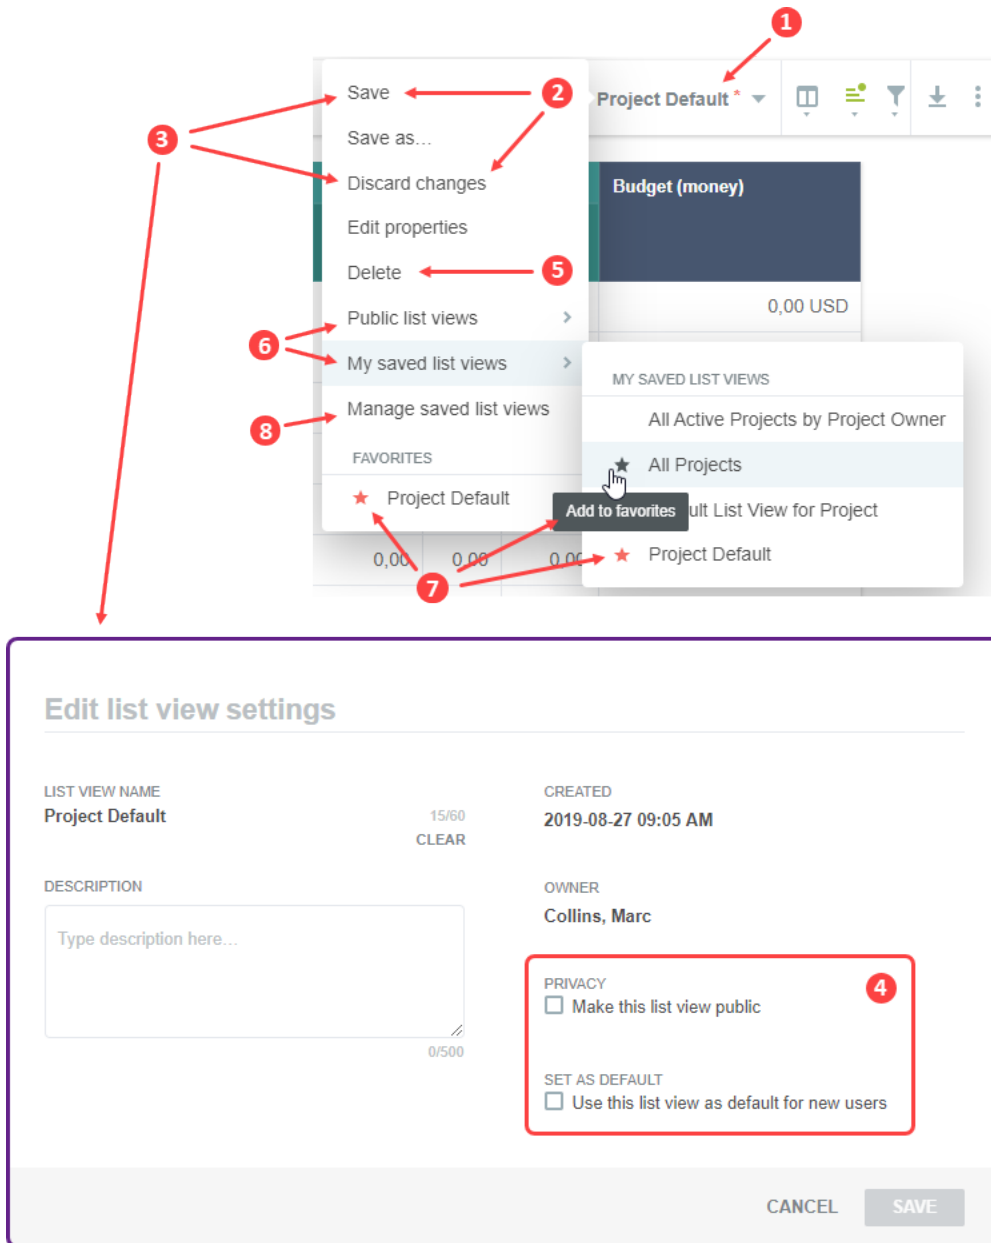 1
Save
2
Project Default *
Save as...
3
Discard changes
Budget (money)
Edit properties
Delete
5
0,00 USD
Public list views
6
My saved list views
MY SAVED LIST VIEWS
Manage saved list views
All Active Projects by Project Owner
8
FAVORITES
All Projects
Project Default
Add to favorites
ult List View for Project
Project Default
0,00
0,00
0,00
7
Edit list view settings
LIST VIEW NAME
Project Default
15/60
CLEAR
CREATED
2019-08-27 09:05 AM
DESCRIPTION
Type description here...
0/500
OWNER
Collins, Marc
PRIVACY
4
Make this list view public
SET AS DEFAULT
Use this list view as default for new users
CANCEL
SAVE